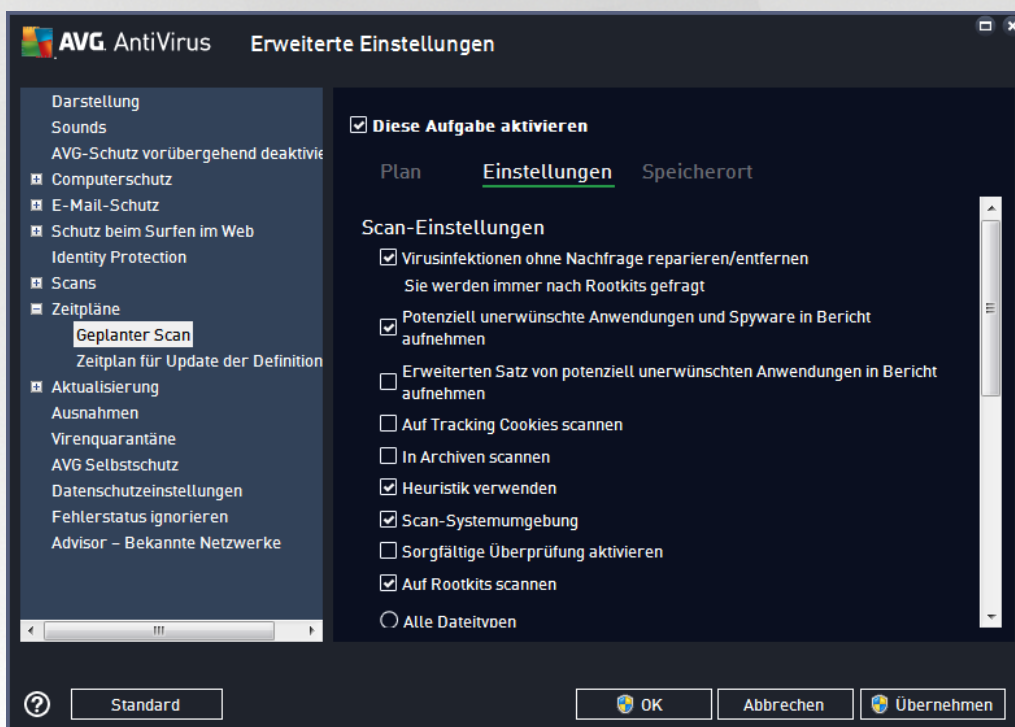 AVG. AntiVirus Erweiterte Einstellungen
Darstellung
Sounds
AVG-Schutz vorübergehend deaktivie
Computerschutz
E-Mail-Schutz
Schutz beim Surfen im Web
Identity Protection
Scans
Zeitpläne
Geplanter Scan
Zeitplan für Update der Definition
Aktualisierung
Ausnahmen
Virenquarantäne
AVG Selbstschutz
Datenschutzeinstellungen
Fehlerstatus ignorieren
Advisor – Bekannte Netzwerke
Diese Aufgabe aktivieren
Plan Einstellungen Speicherort
Scan-Einstellungen
Virusinfektionen ohne Nachfrage reparieren/entfernen
Sie werden immer nach Rootkits gefragt
Potenziell unerwünschte Anwendungen und Spyware in Bericht
aufnehmen
Erweiterten Satz von potenziell unerwünschten Anwendungen in Bericht
aufnehmen
Auf Tracking Cookies scannen
In Archiven scannen
Heuristik verwenden
Scan-Systemumgebung
Sorgfältige Überprüfung aktivieren
Auf Rootkits scannen
Alle Dateitypen
Standard OK Abbrechen Übernehmen